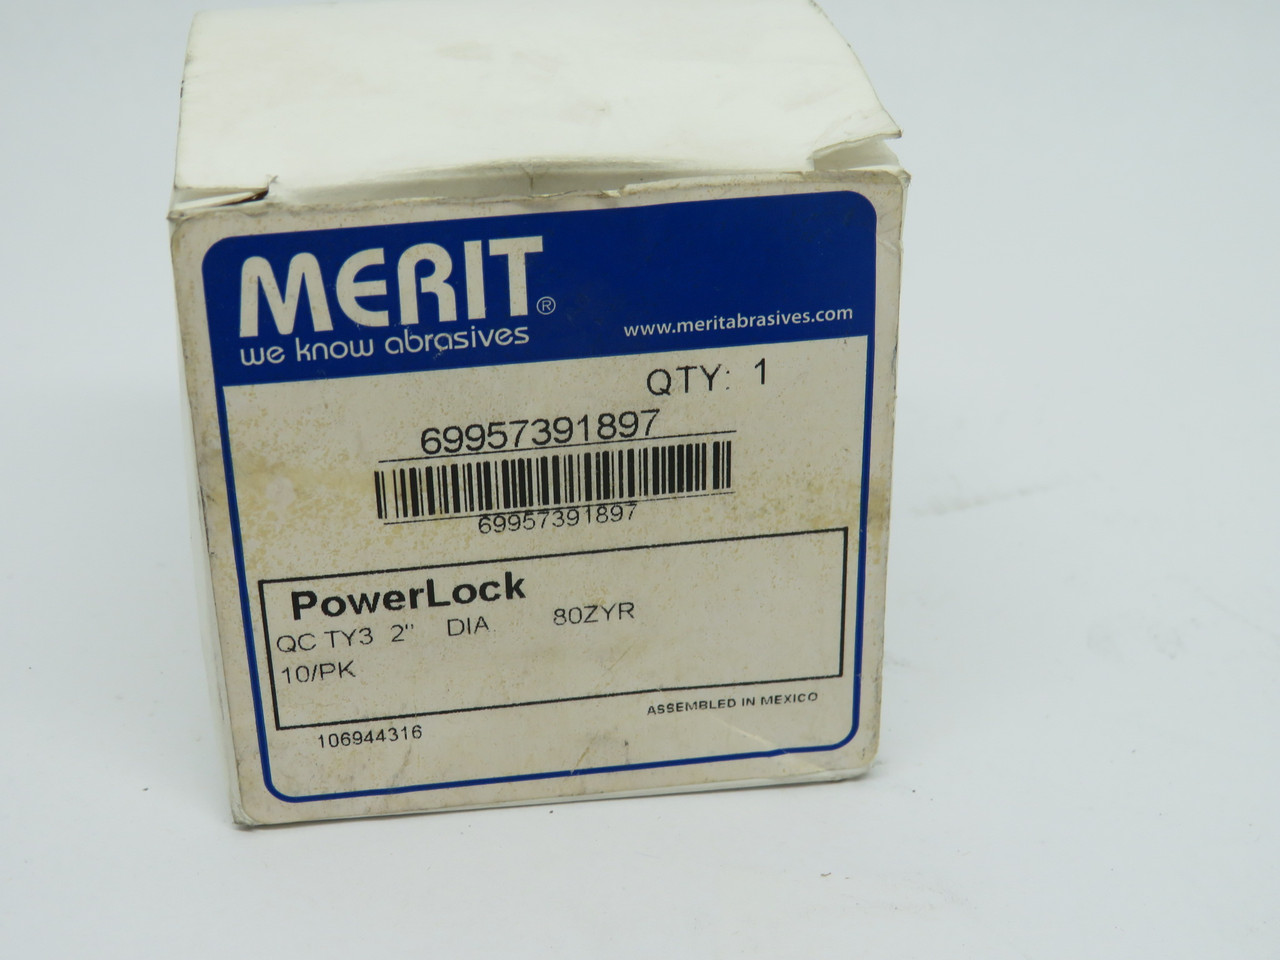 MERIT®
we know abrasives
www.meritabrasives.com
QTY: 1
69957391897
69957391897
PowerLock
QC TY3 2" DIA 80ZYR
10/PK
ASSEMBLED IN MEXICO
106944316